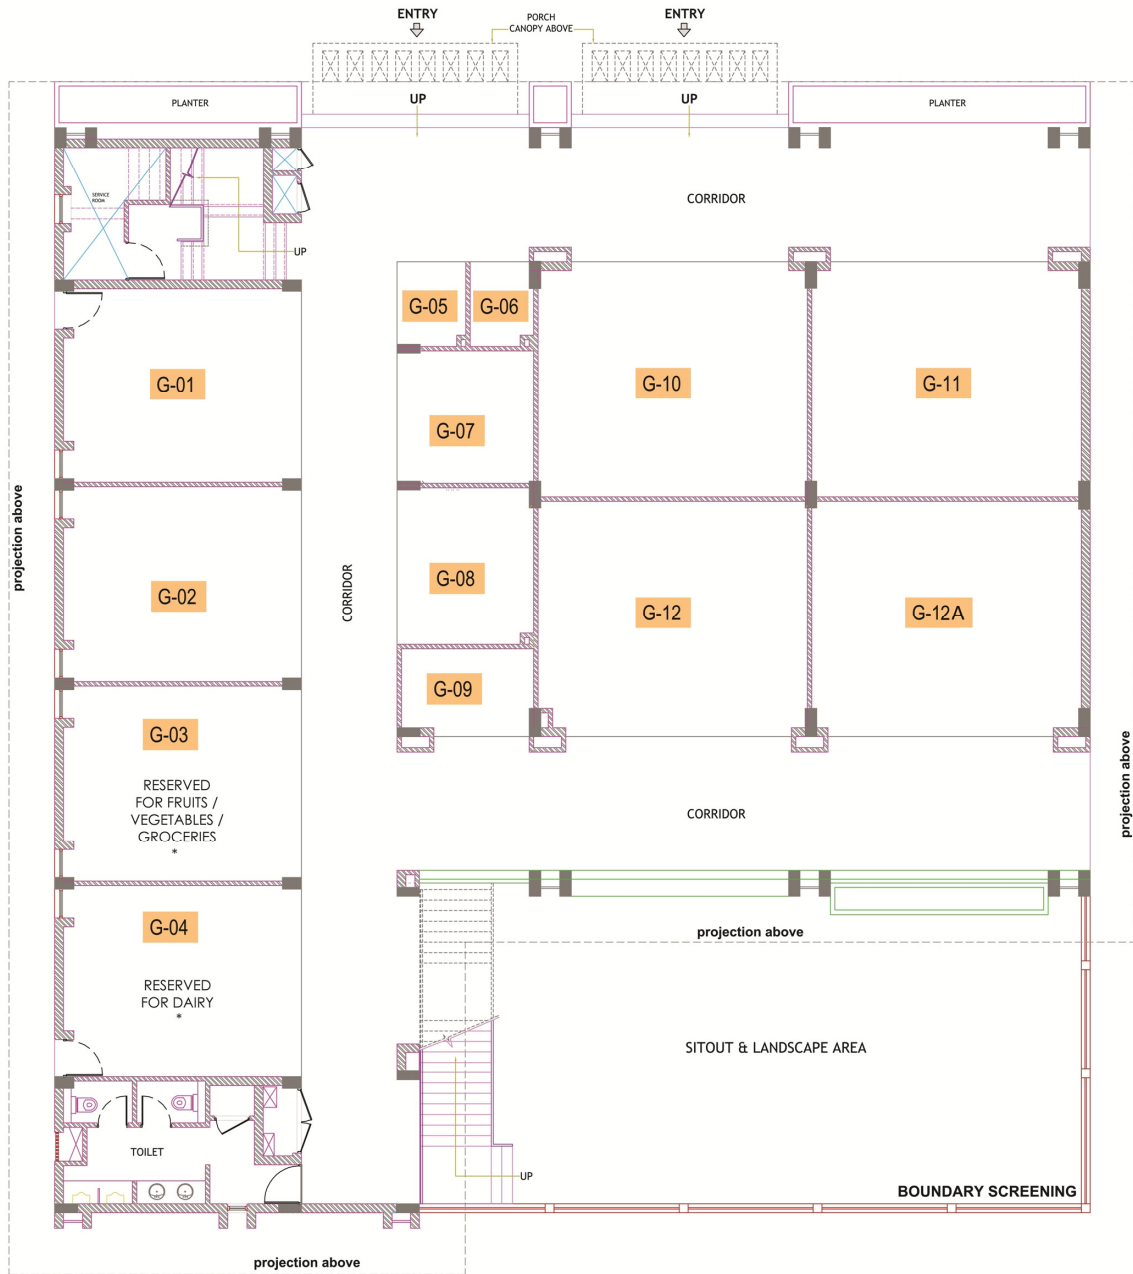 ENTRY
PORCH
CANOPY ABOVE
ENTRY
PLANTER
UP
UP
PLANTER
SERVICE
ROOM
CORRIDOR
UP
G-05
G-06
G-01
G-10
G-11
G-07
projection above
G-02
CORRIDOR
G-08
G-12
G-12A
G-09
G-03
RESERVED
FOR FRUITS /
VEGETABLES /
GROCERIES
*
CORRIDOR
projection above
G-04
projection above
RESERVED
FOR DAIRY
*
SITOUT & LANDSCAPE AREA
TOILET
UP
BOUNDARY SCREENING
projection above